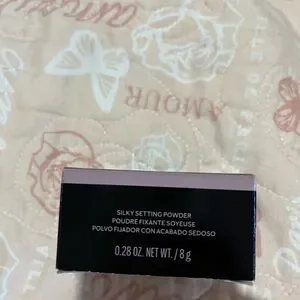 AMOUR
SILKY SETTING POWDER
POUDRE FIXANTE SOYEUSE
POLVO FIJADOR CON ACABADO SEDOSO
0.28 OZ. NET WT. / 8 g